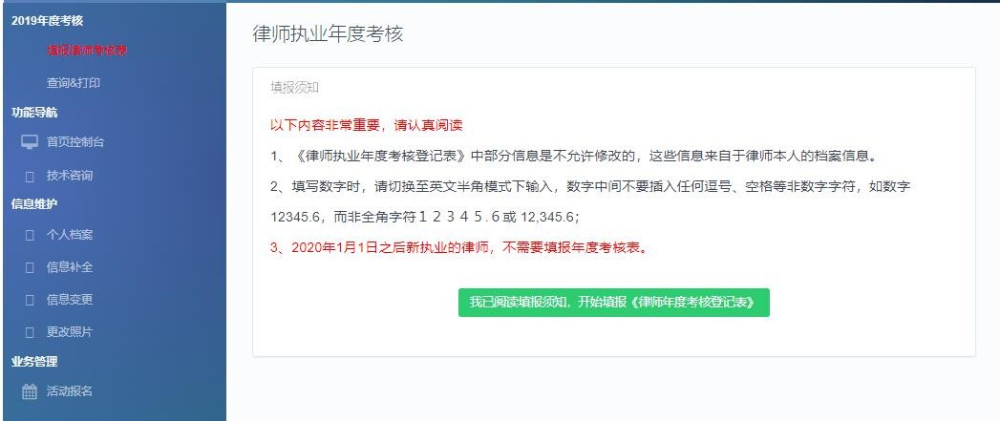 2019年度考核
填报律师考核表
查询&打印
功能导航
首页控制台
技术咨询
信息维护
个人档案
信息补全
信息变更
更改照片
业务管理
活动报名
律师执业年度考核
填报须知
以下内容非常重要，请认真阅读
1、《律师执业年度考核登记表》中部分信息是不允许修改的，这些信息来自于律师本人的档案信息。
2、填写数字时，请切换至英文半角模式下输入，数字中间不要插入任何逗号、空格等非数字字符，如数字
12345.6，而非全角字符１２３４５.６或 12,345.6；
3、2020年1月1日之后新执业的律师，不需要填报年度考核表。
我已阅读填报须知，开始填报《律师年度考核登记表》